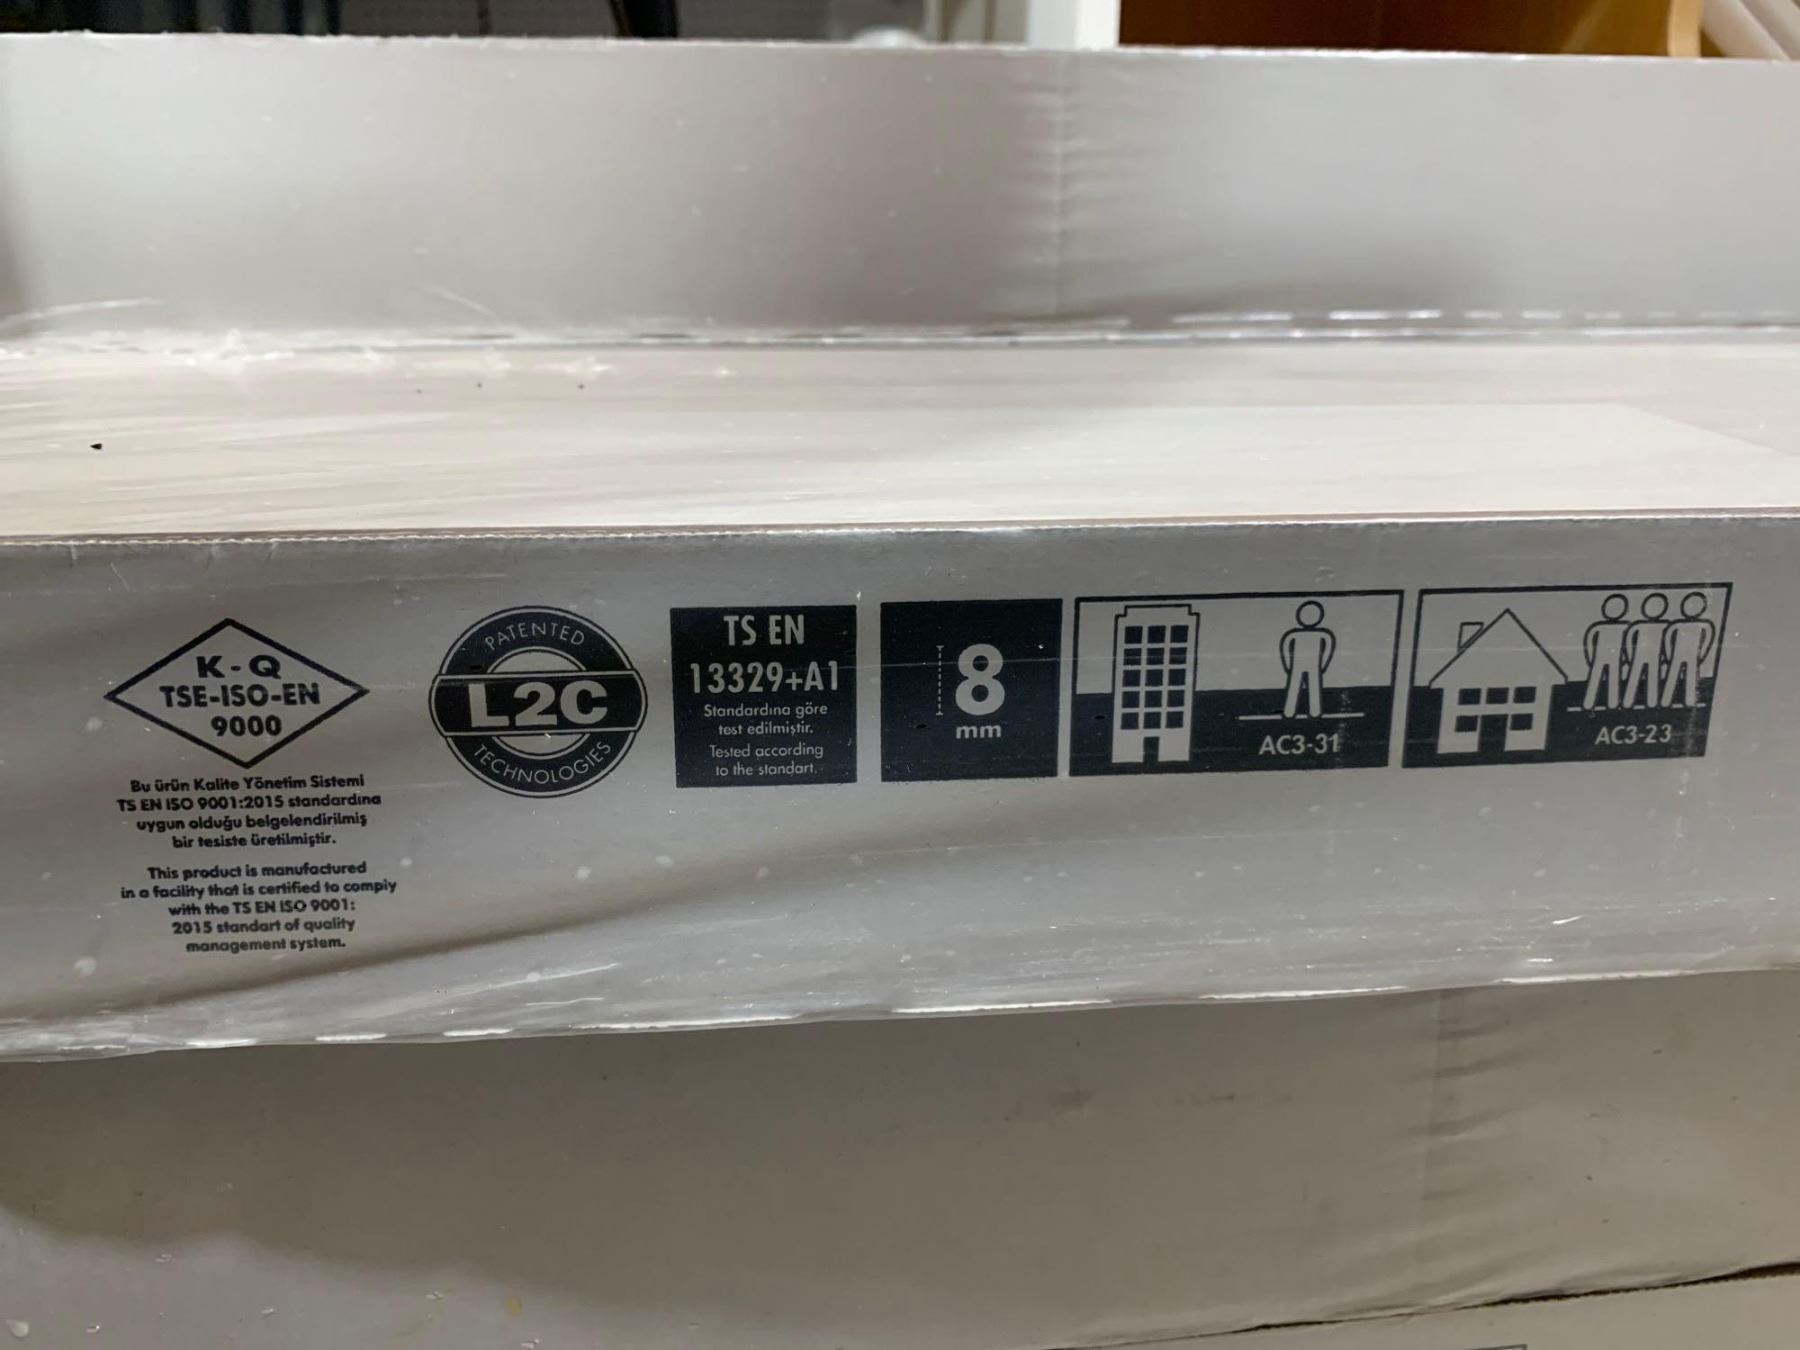 K-Q
TSE-ISO-EN
9000
Bu ürün Kalite Yönetim Sistemi
TS EN ISO 9001:2015 standardına
uygun olduğu belgelendirilmiş
bir tesiste üretilmiştir.
This product is manufactured
in a facility that is certified to comply
with the TS EN ISO 9001:
2015 standart of quality
management system.
PATENTED
L2C
TECHNOLOGIES
TS EN
13329+A1
Standardına göre
test edilmiştir.
Tested according
to the standart.
8
mm
AC3-31
AC3-23